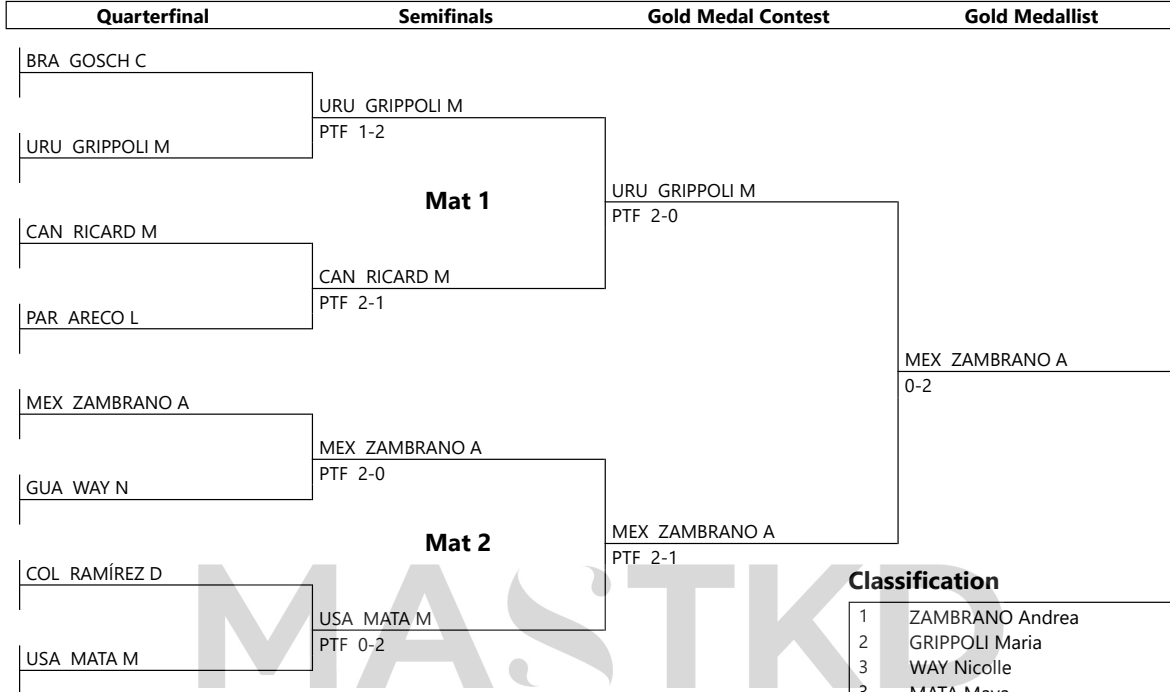 Quarterfinal Semifinals Gold Medal Contest Gold Medallist
BRA GOSCH C
URU GRIPPOLI M
PTF 1-2
URU GRIPPOLI M
Mat 1
URU GRIPPOLI M
PTF 2-0
CAN RICARD M
CAN RICARD M
PTF 2-1
PAR ARECO L
MEX ZAMBRANO A
0-2
MEX ZAMBRANO A
MEX ZAMBRANO A
PTF 2-0
GUA WAY N
Mat 2
MEX ZAMBRANO A
PTF 2-1
COL RAMÍREZ D
USA MATA M
PTF 0-2
USA MATA M
Classification
1 ZAMBRANO Andrea
2 GRIPPOLI Maria
3 WAY Nicolle
3 MATA Maya
MASTKD